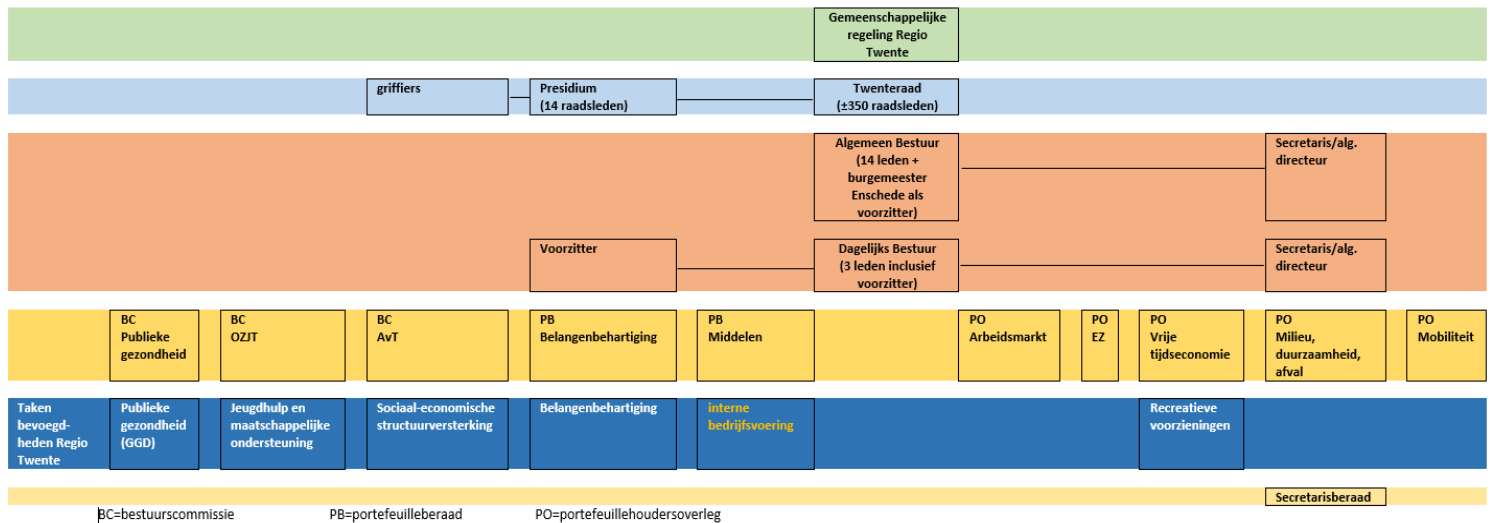 Gemeenschappelijke
regeling Regio
Twente
griffiers
Presidium
(14 raadsleden)
Twenteraad
(±350 raadsleden)
Algemeen Bestuur
(14 leden +
burgemeester
Enschede als
voorzitter)
Secretaris/alg.
directeur
Voorzitter
Dagelijks Bestuur
(3 leden inclusief
voorzitter)
Secretaris/alg.
directeur
BC
Publieke
gezondheid
BC
OZJT
BC
AvT
PB
Belangenbehartiging
PB
Middelen
PO
Arbeidsmarkt
PO
EZ
PO
Vrije
tijdseconomie
PO
Milieu,
duurzaamheid,
afval
PO
Mobiliteit
Taken
bevoegd-
heden Regio
Twente
Publieke
gezondheid
(GGD)
Jeugdhulp en
maatschappelijke
ondersteuning
Sociaal-economische
structuurversterking
Belangenbehartiging
interne
bedrijfsvoering
Recreatieve
voorzieningen
Secretarisberaad
BC=bestuurscommissie
PB=portefeuilleberaad
PO=portefeuillehoudersoverleg